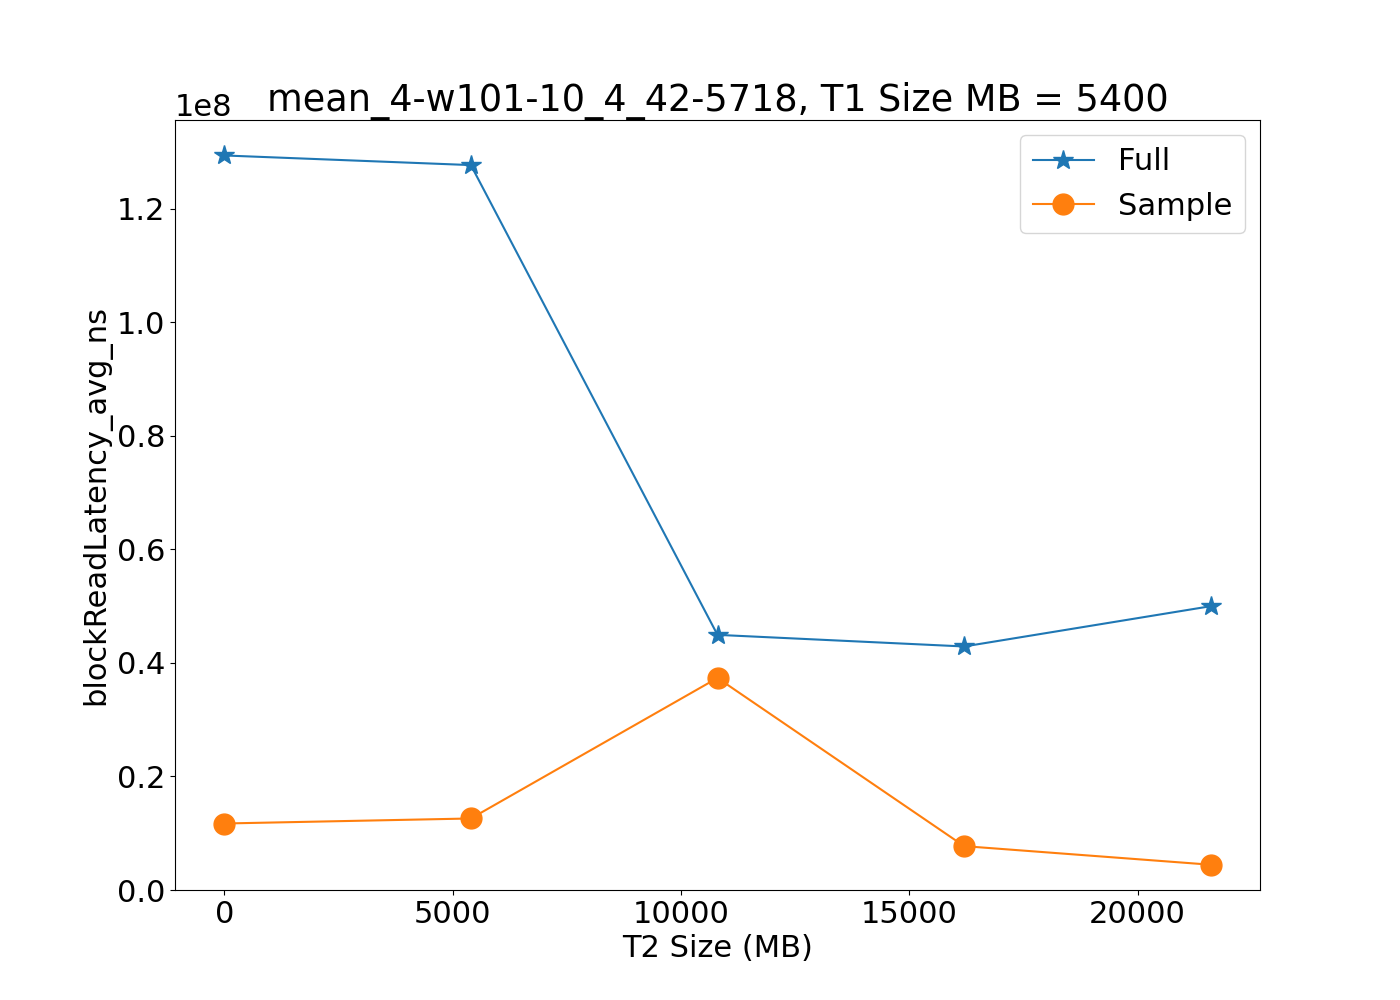 1e8
mean_4-w101-10_4_42-5718, T1 Size MB = 5400
Full
Sample
1.2
1.0
0.8
0.6
0.4
0.2
0.0
blockReadLatency_avg_ns
0 5000 10000 15000 20000
T2 Size (MB)